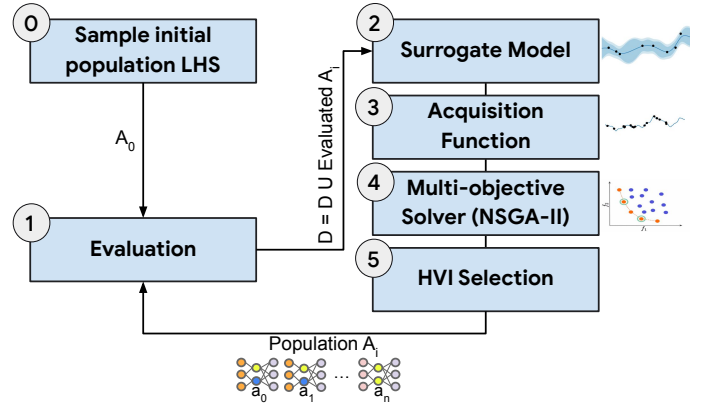 0
Sample initial
population LHS
A0
1
Evaluation
D = D U Evaluated Ai
2
Surrogate Model
3
Acquisition
Function
4
Multi-objective
Solver (NSGA-II)
5
HVI Selection
Population Ai
a0 a1 ... an